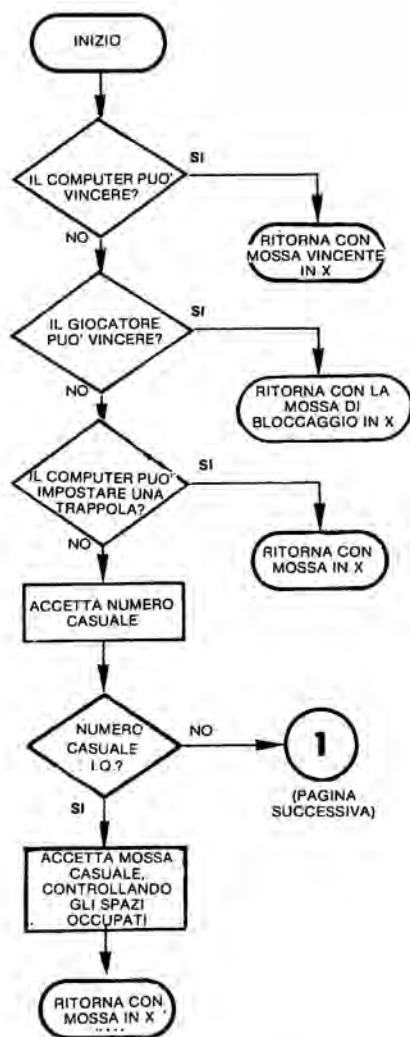 INIZIO
IL COMPUTER PUO'
VINCERE?
SI
NO
RITORNA CON
MOSSA VINCENTE
IN X
IL GIOCATORE
PUO' VINCERE?
SI
NO
RITORNA CON LA
MOSSA DI
BLOCCAGGIO IN X
IL COMPUTER PUO'
IMPOSTARE UNA
TRAPPOLA?
SI
NO
RITORNA CON
MOSSA IN X
ACCETTA NUMERO
CASUALE
NUMERO
CASUALE
I.Q.?
NO
1
(PAGINA
SUCCESSIVA)
SI
ACCETTA MOSSA
CASUALE,
CONTROLLANDO
GLI SPAZI
OCCUPATI
RITORNA CON
MOSSA IN X